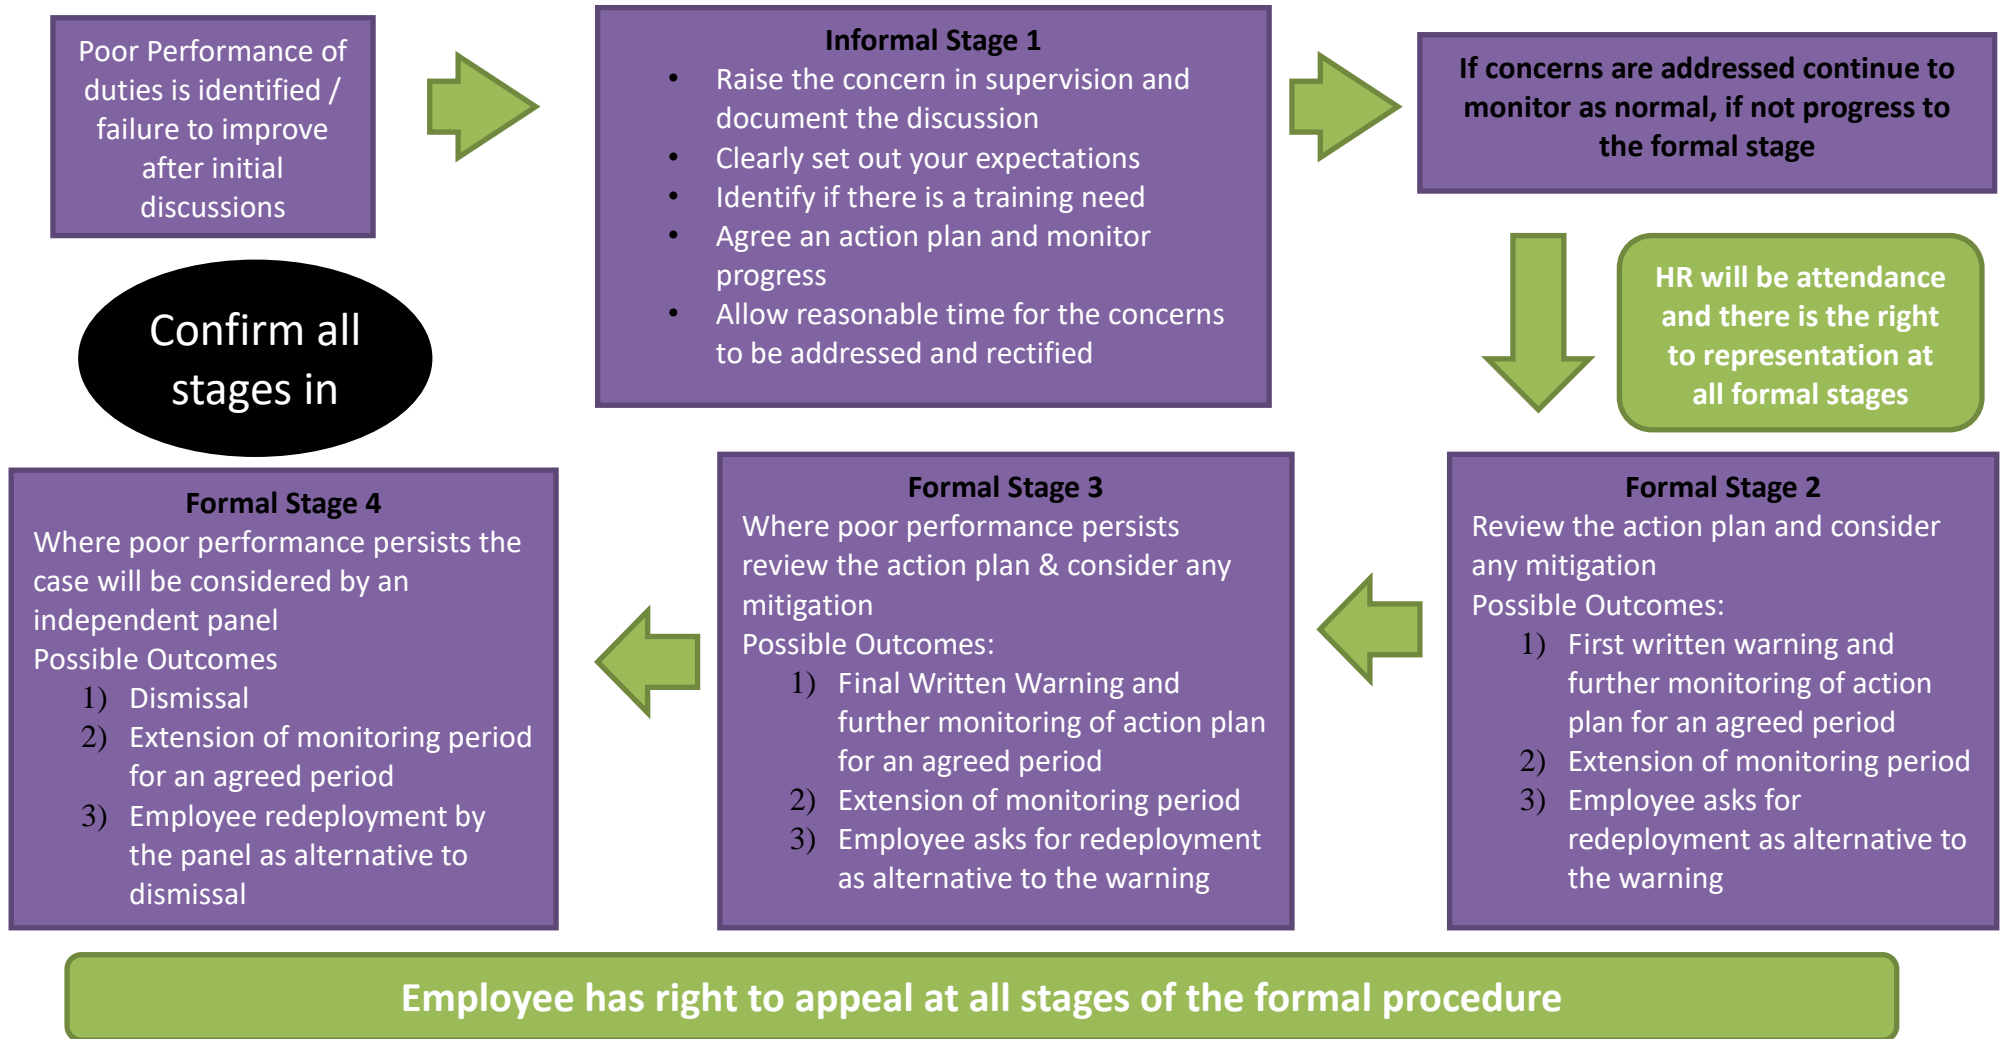 Poor Performance of
duties is identified /
failure to improve
after initial
discussions
Informal Stage 1
• Raise the concern in supervision and
document the discussion
• Clearly set out your expectations
• Identify if there is a training need
• Agree an action plan and monitor
progress
• Allow reasonable time for the concerns
to be addressed and rectified
If concerns are addressed continue to
monitor as normal, if not progress to
the formal stage
HR will be attendance
and there is the right
to representation at
all formal stages
Confirm all
stages in
Formal Stage 2
Review the action plan and consider
any mitigation
Possible Outcomes:
1) First written warning and
further monitoring of action
plan for an agreed period
2) Extension of monitoring period
3) Employee asks for
redeployment as alternative to
the warning
Formal Stage 3
Where poor performance persists
review the action plan & consider any
mitigation
Possible Outcomes:
1) Final Written Warning and
further monitoring of action plan
for an agreed period
2) Extension of monitoring period
3) Employee asks for redeployment
as alternative to the warning
Formal Stage 4
Where poor performance persists the
case will be considered by an
independent panel
Possible Outcomes
1) Dismissal
2) Extension of monitoring period
for an agreed period
3) Employee redeployment by
the panel as alternative to
dismissal
Employee has right to appeal at all stages of the formal procedure